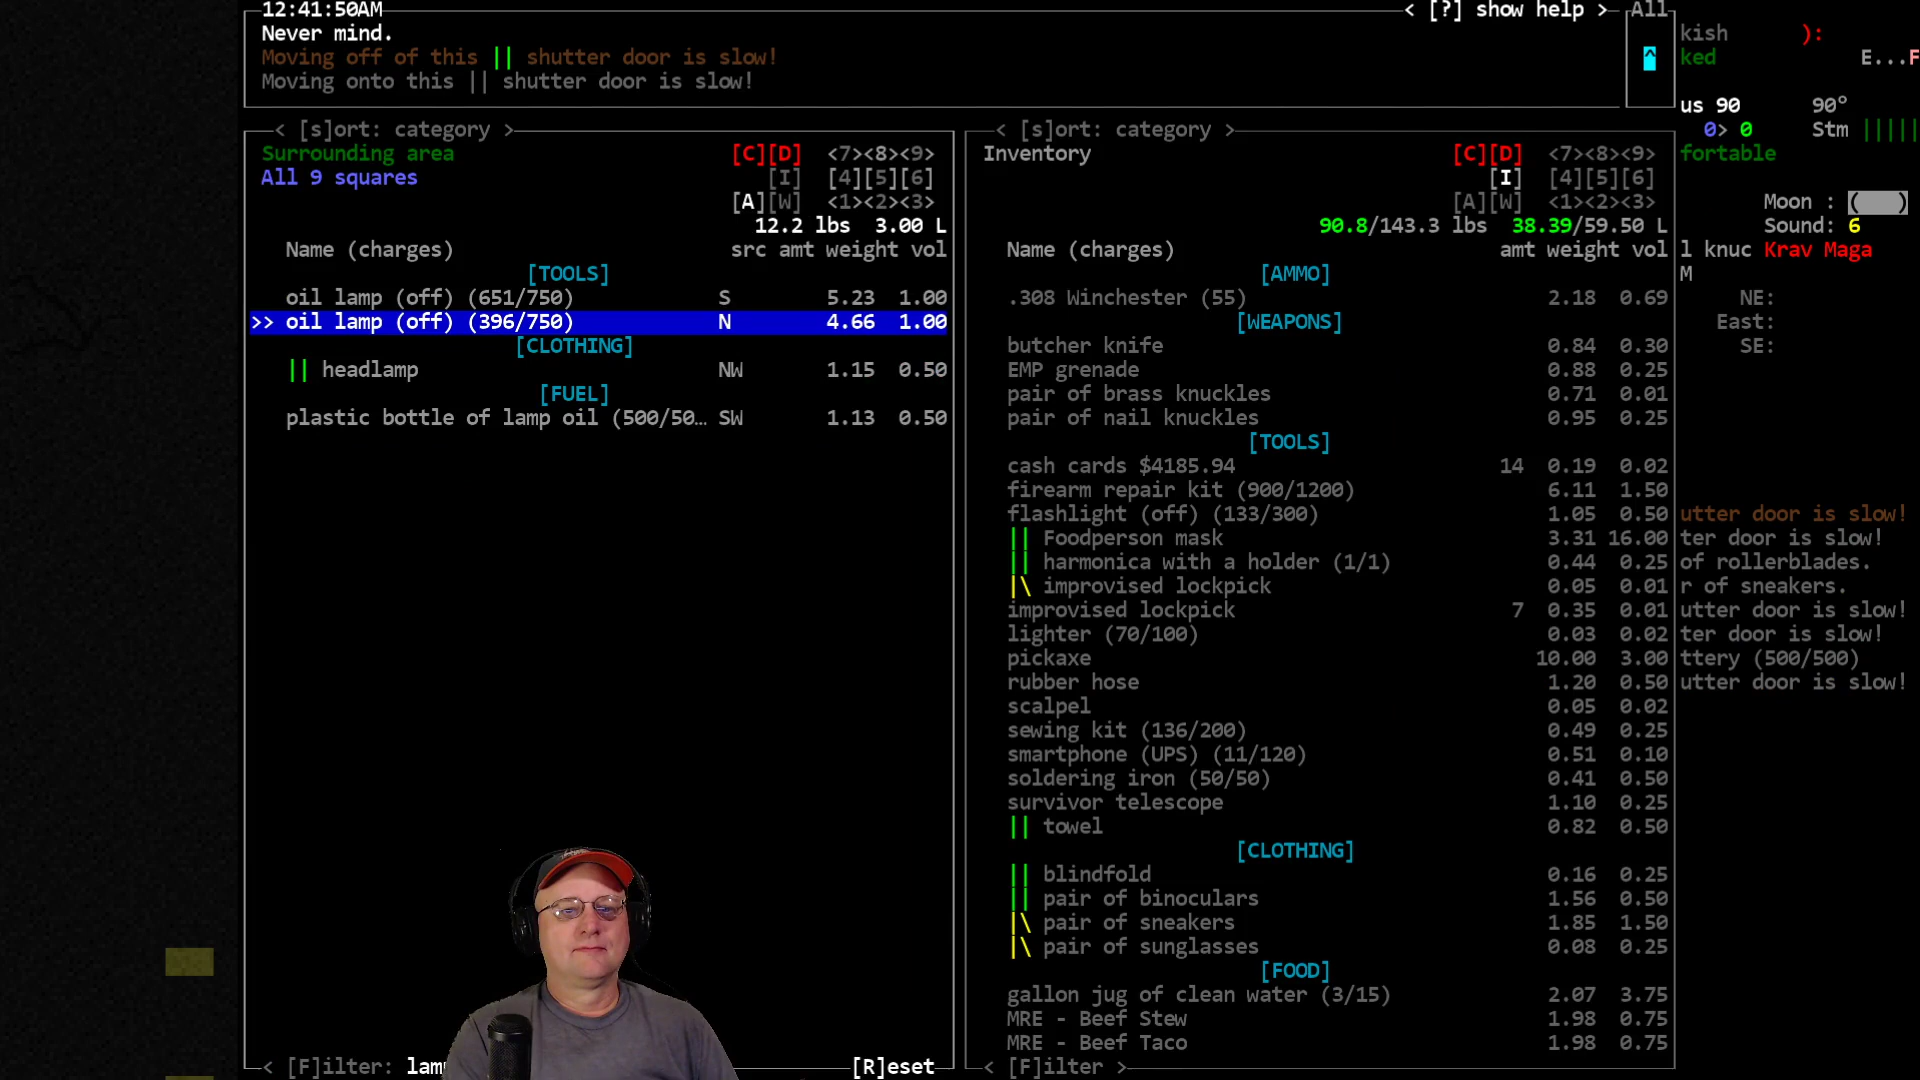 12:41:50AM
< [?] show help >
All
Never mind.
kish ):
Moving off of this || shutter door is slow!
^
ked E...F
Moving onto this || shutter door is slow!
us 90 90°
< [s]ort: category >
< [s]ort: category >
0> 0 Stm |||||
Surrounding area [C][D] <7><8><9>
Inventory [C][D] <7><8><9>
fortable
All 9 squares [I] [4][5][6]
[I] [4][5][6]
[A][W] <1><2><3>
[A][W] <1><2><3>
Moon : (   )
12.2 lbs 3.00 L
90.8/143.3 lbs 38.39/59.50 L
Sound: 6
Name (charges) src amt weight vol
Name (charges) amt weight vol
l knuc Krav Maga
[TOOLS]
[AMMO]
M
oil lamp (off) (651/750) S 5.23 1.00
.308 Winchester (55) 2.18 0.69
NE:
>> oil lamp (off) (396/750) N 4.66 1.00
[WEAPONS]
East:
[CLOTHING]
butcher knife 0.84 0.30
SE:
|| headlamp NW 1.15 0.50
EMP grenade 0.88 0.25
[FUEL]
pair of brass knuckles 0.71 0.01
plastic bottle of lamp oil (500/50… SW 1.13 0.50
pair of nail knuckles 0.95 0.25
[TOOLS]
cash cards $4185.94 14 0.19 0.02
firearm repair kit (900/1200) 6.11 1.50
flashlight (off) (133/300) 1.05 0.50
utter door is slow!
|| Foodperson mask 3.31 16.00
ter door is slow!
|| harmonica with a holder (1/1) 0.44 0.25
of rollerblades.
|\ improvised lockpick 0.05 0.01
r of sneakers.
improvised lockpick 7 0.35 0.01
utter door is slow!
lighter (70/100) 0.03 0.02
ter door is slow!
pickaxe 10.00 3.00
ttery (500/500)
rubber hose 1.20 0.50
utter door is slow!
scalpel 0.05 0.02
sewing kit (136/200) 0.49 0.25
smartphone (UPS) (11/120) 0.51 0.10
soldering iron (50/50) 0.41 0.50
survivor telescope 1.10 0.25
|| towel 0.82 0.50
[CLOTHING]
|| blindfold 0.16 0.25
|| pair of binoculars 1.56 0.50
|\ pair of sneakers 1.85 1.50
|\ pair of sunglasses 0.08 0.25
[FOOD]
gallon jug of clean water (3/15) 2.07 3.75
MRE - Beef Stew 1.98 0.75
MRE - Beef Taco 1.98 0.75
< [F]ilter: lam [R]eset
< [F]ilter >